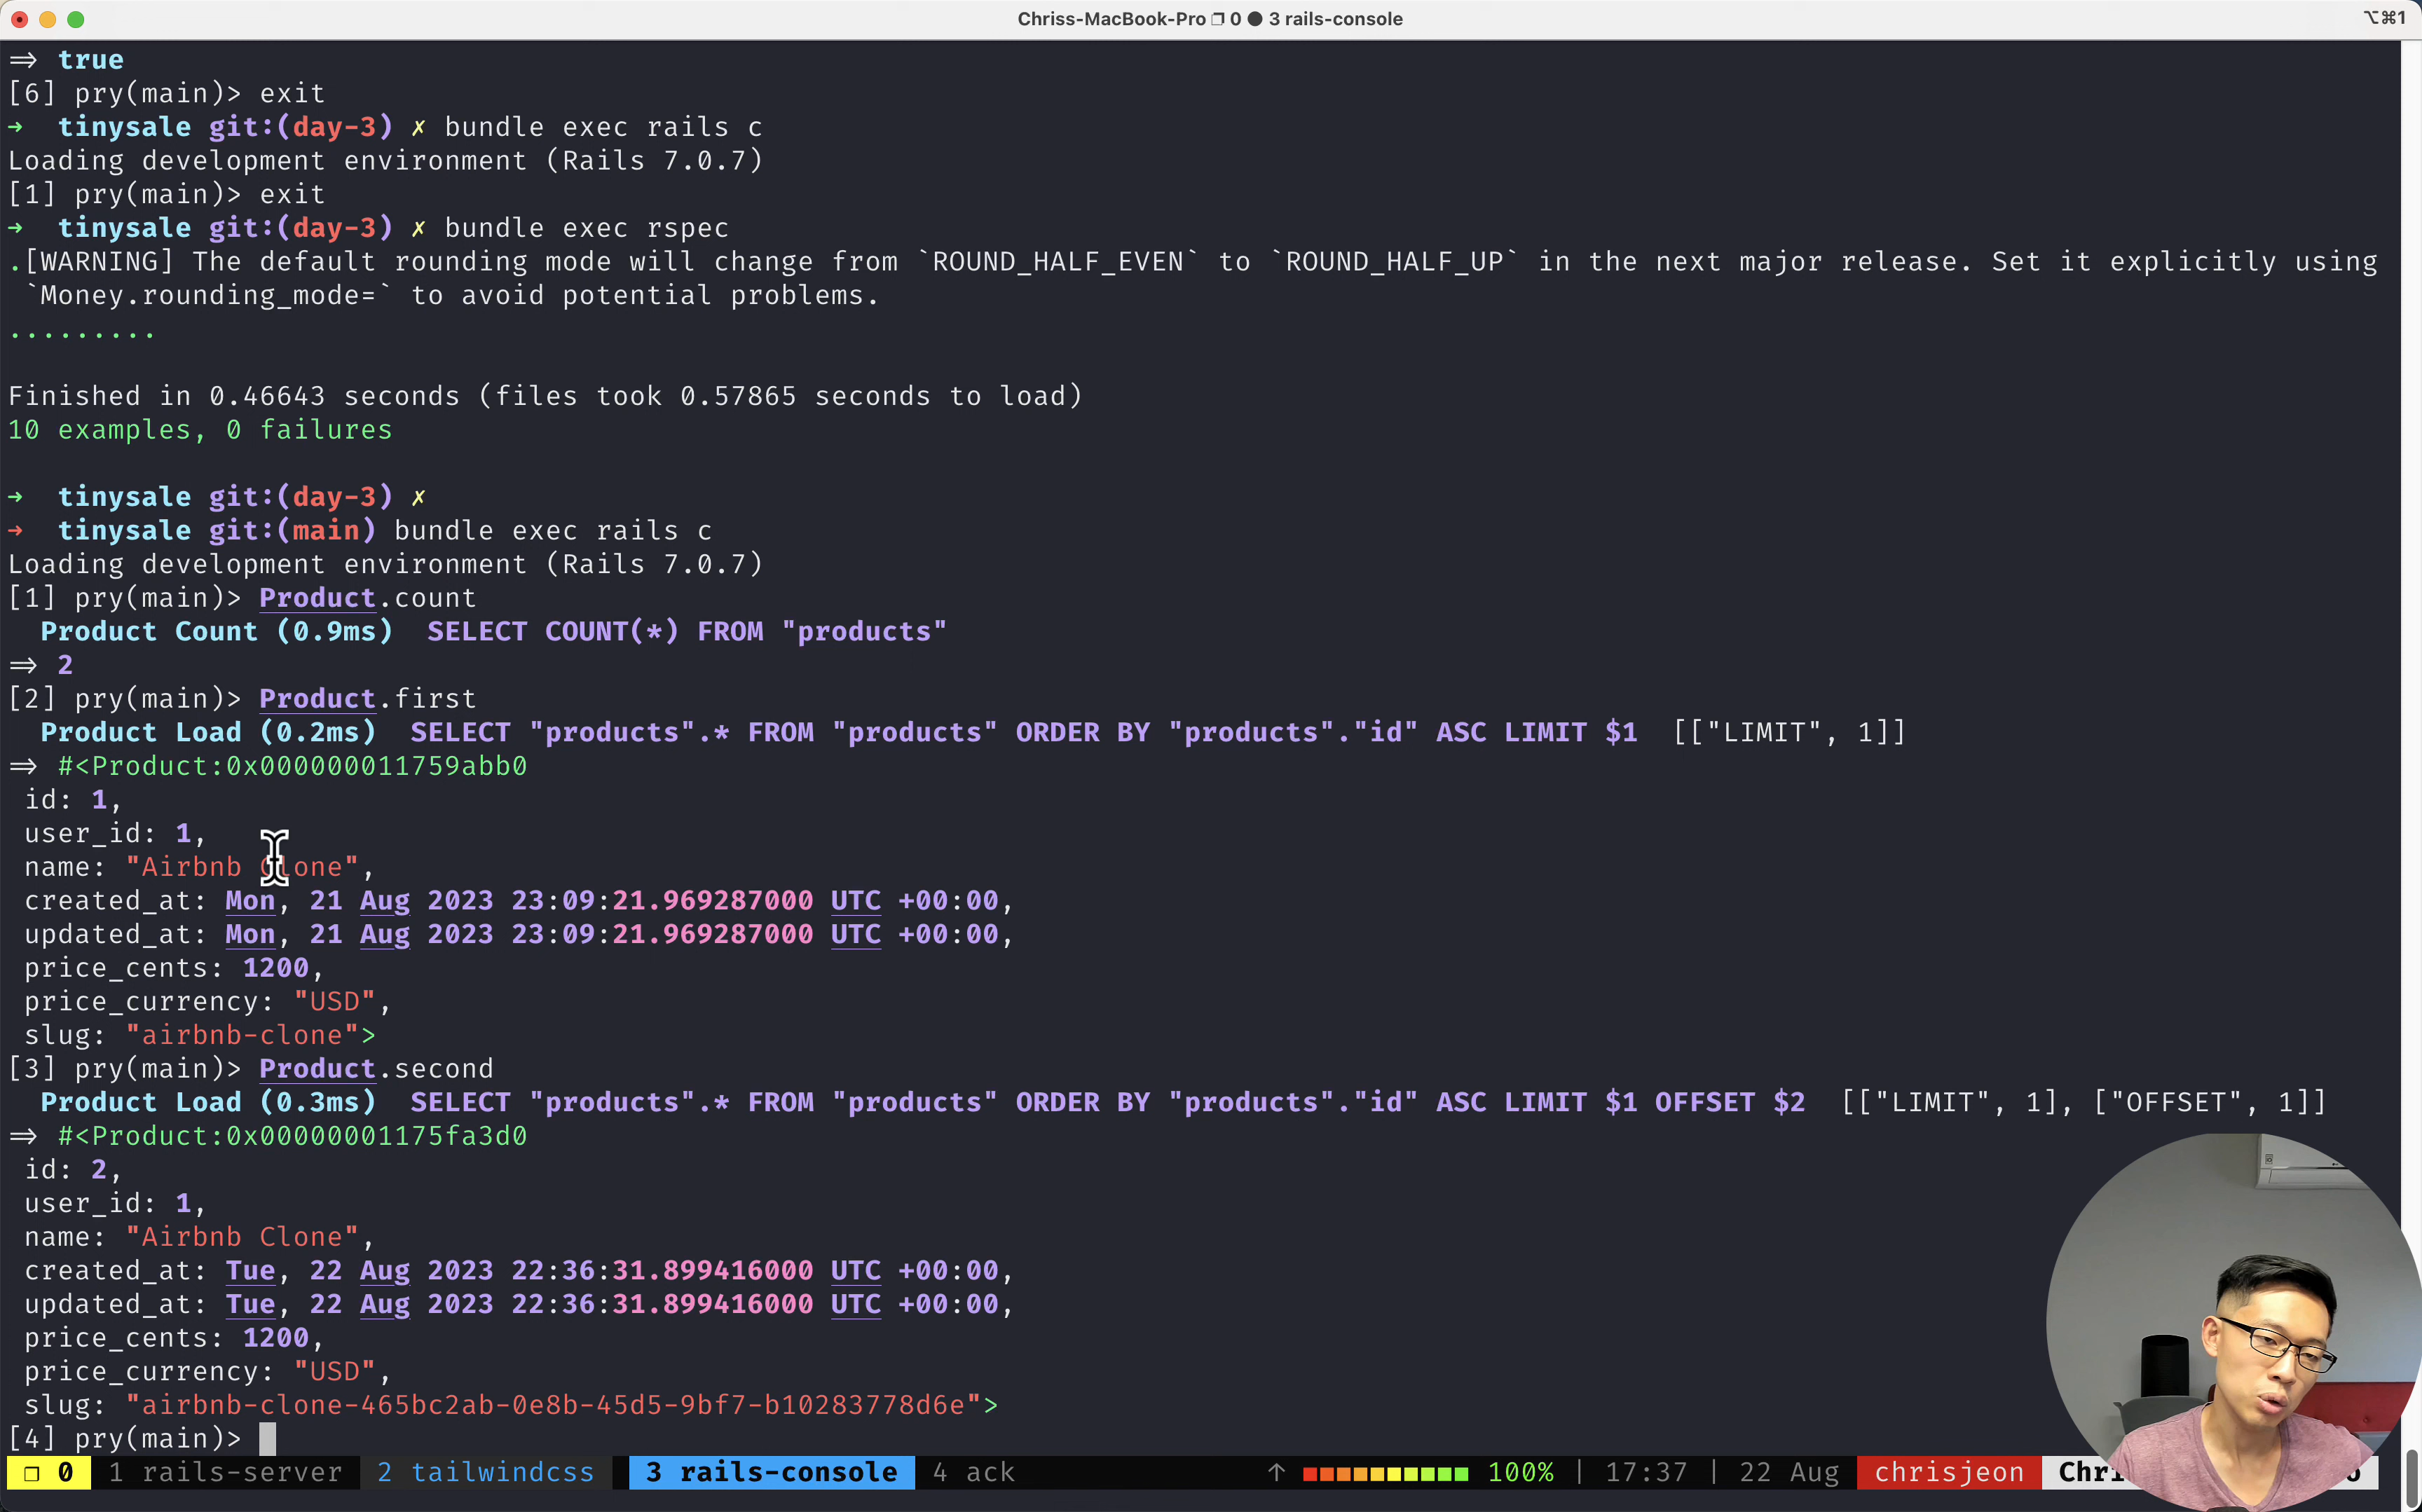 Chriss-MacBook-Pro ❐ 0 ● 3 rails-console
⌥⌘1
=> true
[6] pry(main)> exit
→ tinysale git:(day-3) ✗ bundle exec rails c
Loading development environment (Rails 7.0.7)
[1] pry(main)> exit
→ tinysale git:(day-3) ✗ bundle exec rspec
.[WARNING] The default rounding mode will change from `ROUND_HALF_EVEN` to `ROUND_HALF_UP` in the next major release. Set it explicitly using
`Money.rounding_mode=` to avoid potential problems.
.........
Finished in 0.46643 seconds (files took 0.57865 seconds to load)
10 examples, 0 failures
→ tinysale git:(day-3) ✗
→ tinysale git:(main) bundle exec rails c
Loading development environment (Rails 7.0.7)
[1] pry(main)> Product.count
Product Count (0.9ms)  SELECT COUNT(*) FROM "products"
=> 2
[2] pry(main)> Product.first
Product Load (0.2ms)  SELECT "products".* FROM "products" ORDER BY "products"."id" ASC LIMIT $1  [["LIMIT", 1]]
=> #<Product:0x000000011759abb0
id: 1,
user_id: 1,
name: "Airbnb Clone",
created_at: Mon, 21 Aug 2023 23:09:21.969287000 UTC +00:00,
updated_at: Mon, 21 Aug 2023 23:09:21.969287000 UTC +00:00,
price_cents: 1200,
price_currency: "USD",
slug: "airbnb-clone">
[3] pry(main)> Product.second
Product Load (0.3ms)  SELECT "products".* FROM "products" ORDER BY "products"."id" ASC LIMIT $1 OFFSET $2  [["LIMIT", 1], ["OFFSET", 1]]
=> #<Product:0x00000001175fa3d0
id: 2,
user_id: 1,
name: "Airbnb Clone",
created_at: Tue, 22 Aug 2023 22:36:31.899416000 UTC +00:00,
updated_at: Tue, 22 Aug 2023 22:36:31.899416000 UTC +00:00,
price_cents: 1200,
price_currency: "USD",
slug: "airbnb-clone-465bc2ab-0e8b-45d5-9bf7-b10283778d6e">
[4] pry(main)>
❐ 0 1 rails-server 2 tailwindcss 3 rails-console 4 ack ↑ 100% | 17:37 | 22 Aug chrisjeon